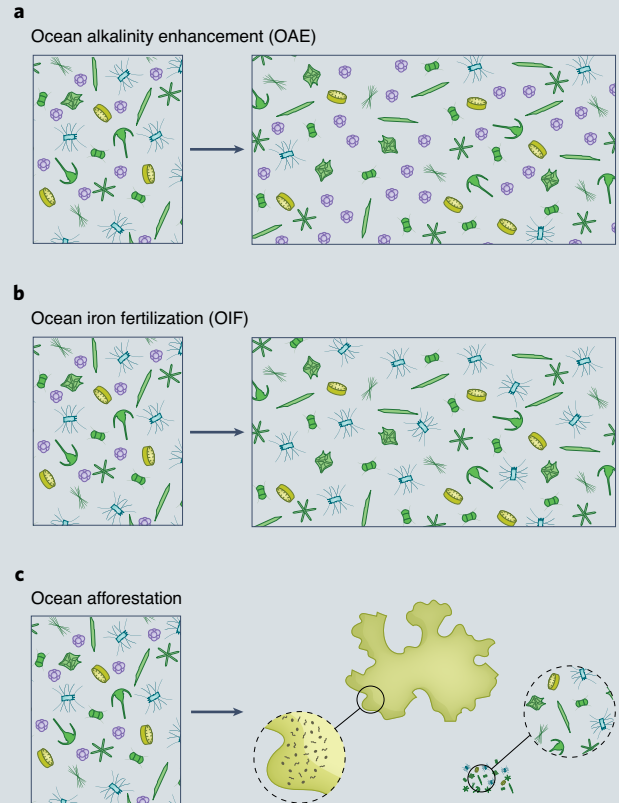 a
Ocean alkalinity enhancement (OAE)
b
Ocean iron fertilization (OIF)
c
Ocean afforestation